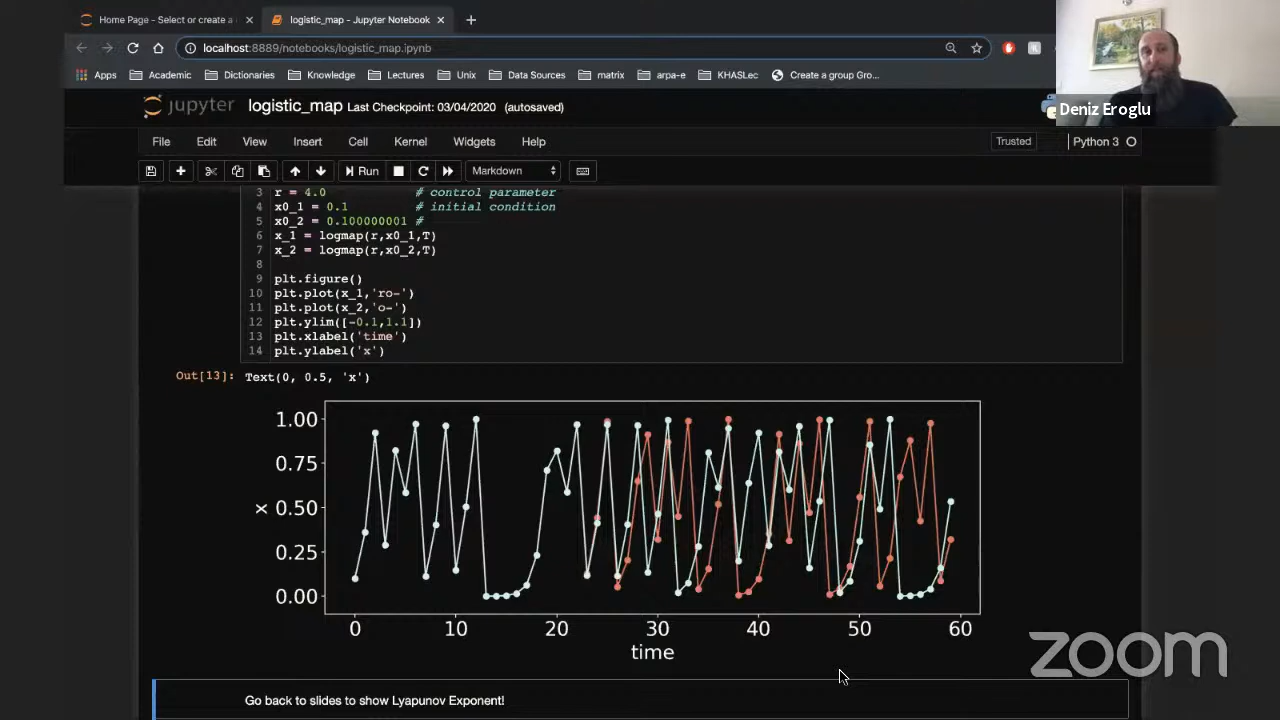 Home Page - Select or create a
logistic_map - Jupyter Notebook
localhost:8889/notebooks/logistic_map.ipynb
Apps Academic Dictionaries Knowledge Lectures Unix Data Sources matrix arpa-e KHASLec Create a group Gro...
jupyter logistic_map Last Checkpoint: 03/04/2020 (autosaved)
Deniz Eroglu
File Edit View Insert Cell Kernel Widgets Help Trusted Python 3
Run Markdown
3 r = 4.0 # control parameter
4 x0_1 = 0.1 # initial condition
5 x0_2 = 0.100000001 #
6 x_1 = logmap(r,x0_1,T)
7 x_2 = logmap(r,x0_2,T)
8
9 plt.figure()
10 plt.plot(x_1,'ro-')
11 plt.plot(x_2,'o-')
12 plt.ylim([-0.1,1.1])
13 plt.xlabel('time')
14 plt.ylabel('x')
Out[13]: Text(0, 0.5, 'x')
1.00
0.75
x 0.50
0.25
0.00
0 10 20 30 40 50 60
time
zoom
Go back to slides to show Lyapunov Exponent!